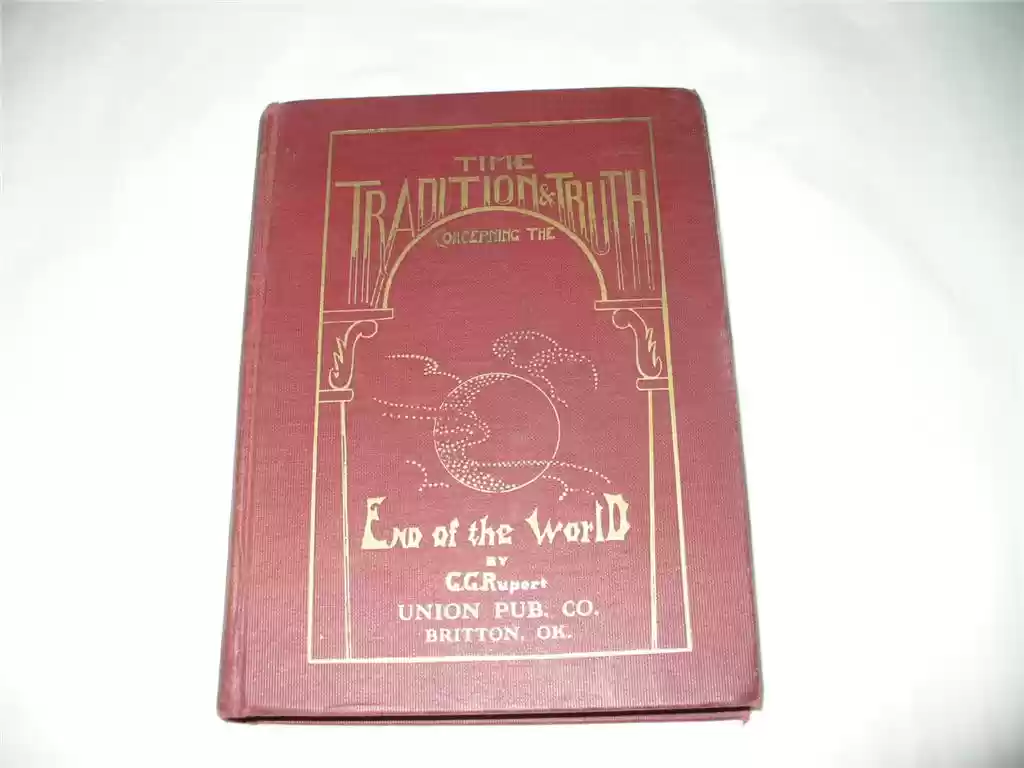 TIME
TRADITION & TRUTH
CONCERNING THE
END of the WORLD
BY
G.G. Rupert
UNION PUB. CO.
BRITTON, OK.